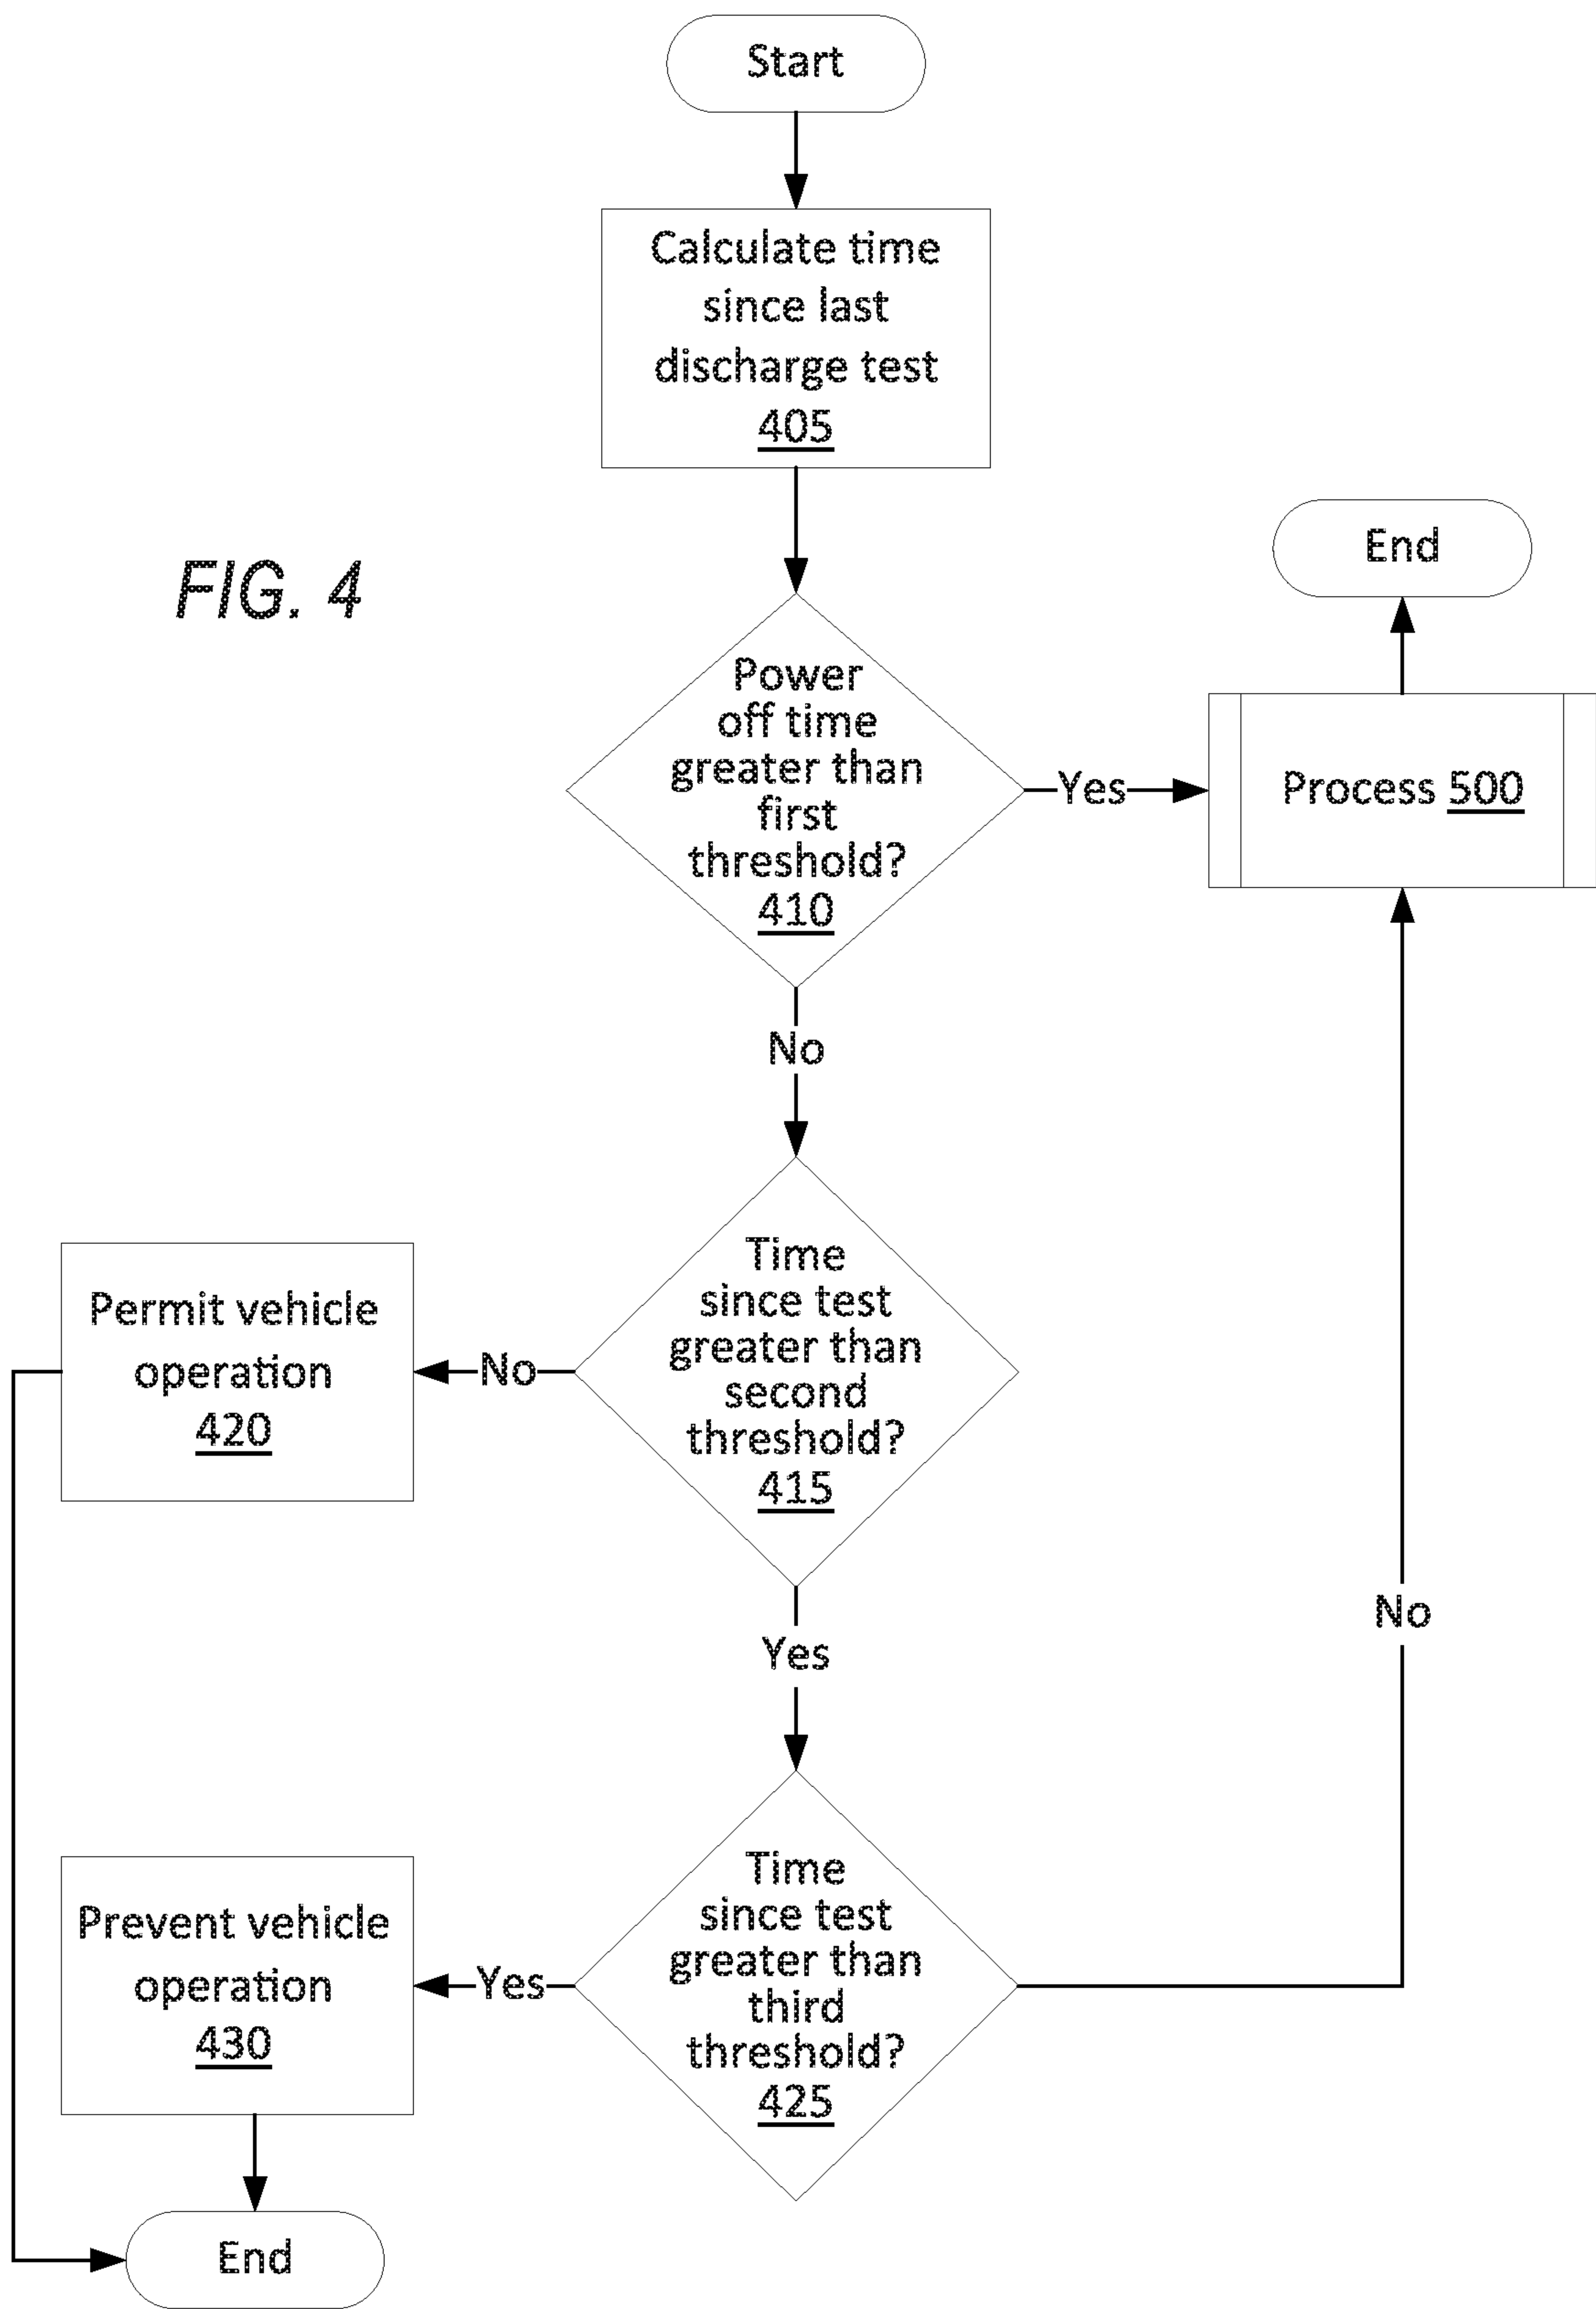 Start
Calculate time
since last
discharge test
405
FIG. 4
End
Power
off time
greater than
first
threshold?
410
Yes
Process 500
No
Time
since test
greater than
second
threshold?
415
No
Permit vehicle
operation
420
No
Yes
Time
since test
greater than
third
threshold?
425
Yes
Prevent vehicle
operation
430
End